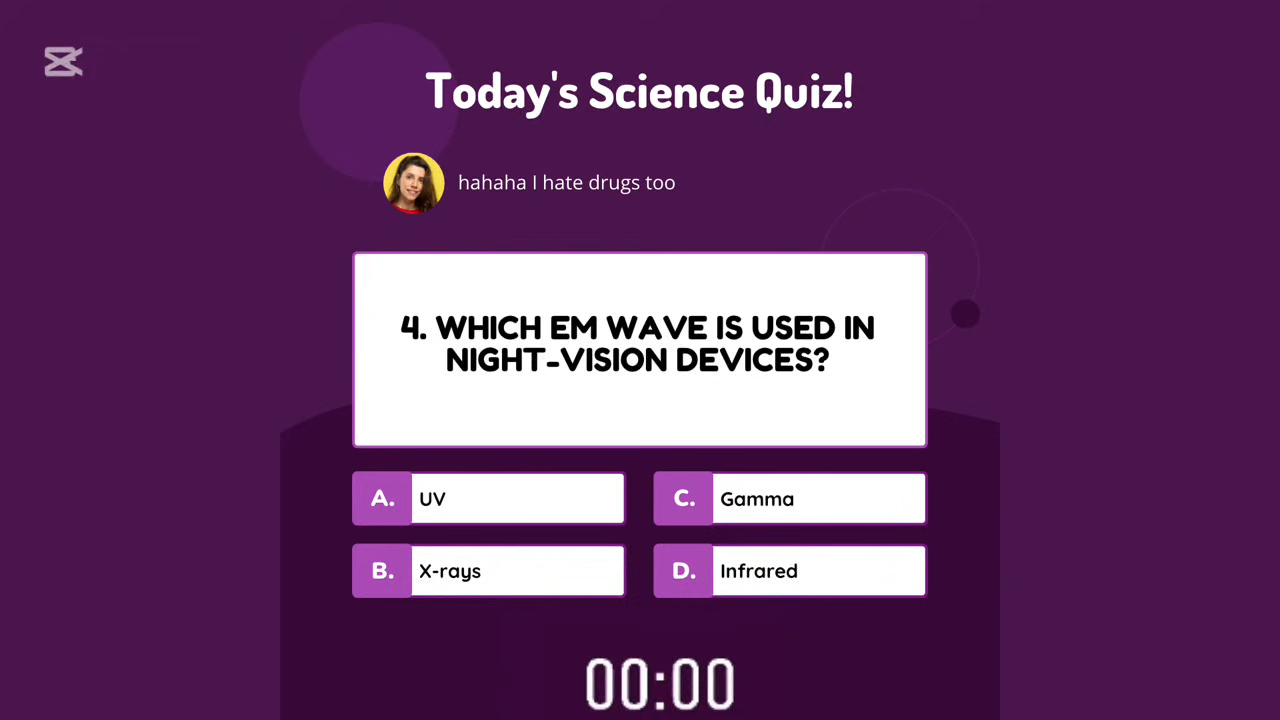 Today's Science Quiz!
hahaha I hate drugs too
4. WHICH EM WAVE IS USED IN
NIGHT-VISION DEVICES?
A. UV
C. Gamma
B. X-rays
D. Infrared
00:00